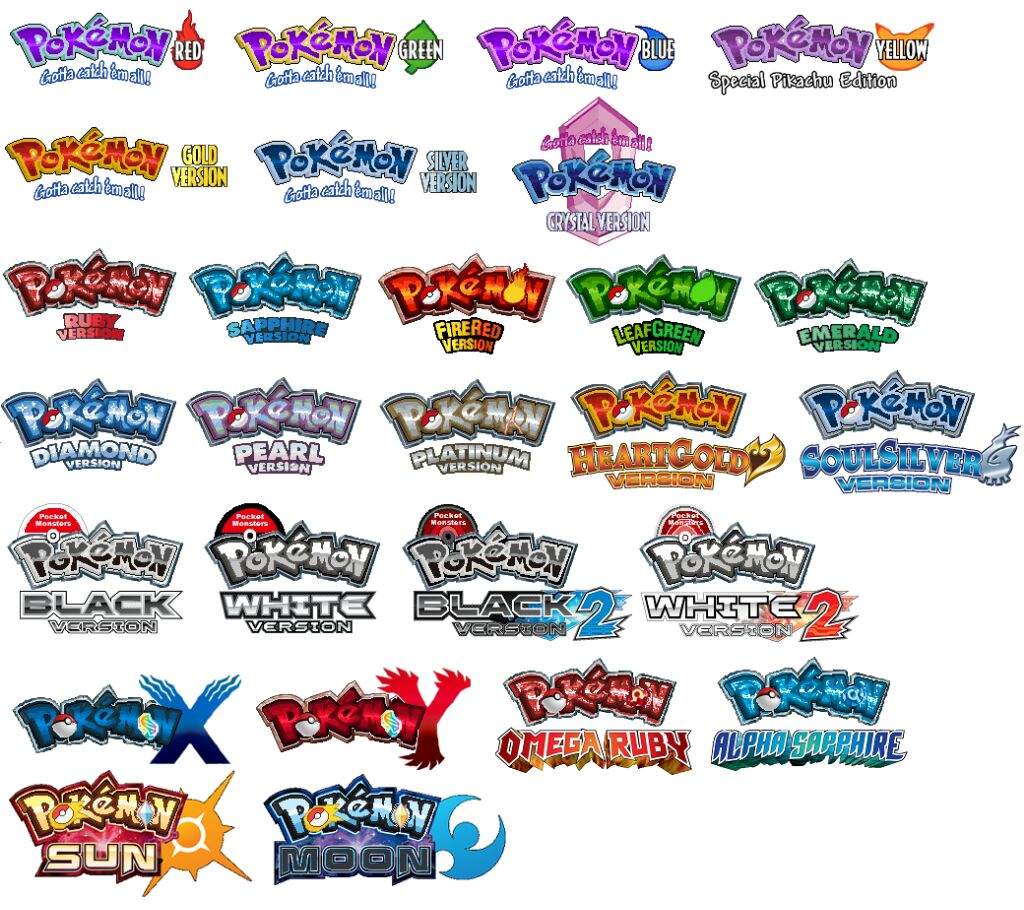 POKéMON RED
Gotta catch 'em all!
POKéMON GREEN
Gotta catch 'em all!
POKéMON BLUE
Gotta catch 'em all!
POKéMON YELLOW
Special Pikachu Edition
POKéMON GOLD VERSION
Gotta catch 'em all!
POKéMON SILVER VERSION
Gotta catch 'em all!
Gotta catch 'em all!
POKéMON
CRYSTAL VERSION
POKéMON
RUBY
VERSION
POKéMON
SAPPHIRE
VERSION
POKéMON
FIRERED
VERSION
POKéMON
LEAFGREEN
VERSION
POKéMON
EMERALD
VERSION
POKéMON
DIAMOND
VERSION
POKéMON
PEARL
VERSION
POKéMON
PLATINUM
VERSION
POKéMON
HEARTGOLD
VERSION
POKéMON
SOULSILVER
VERSION
Pocket
Monsters
POKéMON
BLACK
VERSION
Pocket
Monsters
POKéMON
WHITE
VERSION
Pocket
Monsters
POKéMON
BLACK 2
VERSION
Pocket
Monsters
POKéMON
WHITE 2
VERSION
POKéMON X
POKéMON Y
POKéMON
OMEGA RUBY
POKéMON
ALPHA SAPPHIRE
POKéMON
SUN
POKéMON
MOON